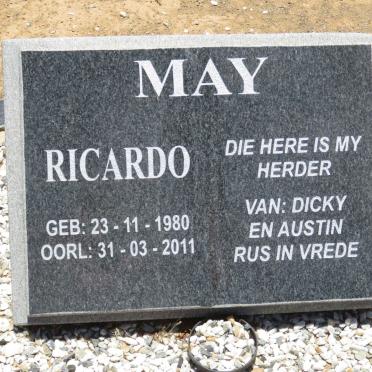 MAY
RICARDO
GEB: 23 - 11 - 1980
OORL: 31 - 03 - 2011
DIE HERE IS MY
HERDER
VAN: DICKY
EN AUSTIN
RUS IN VREDE